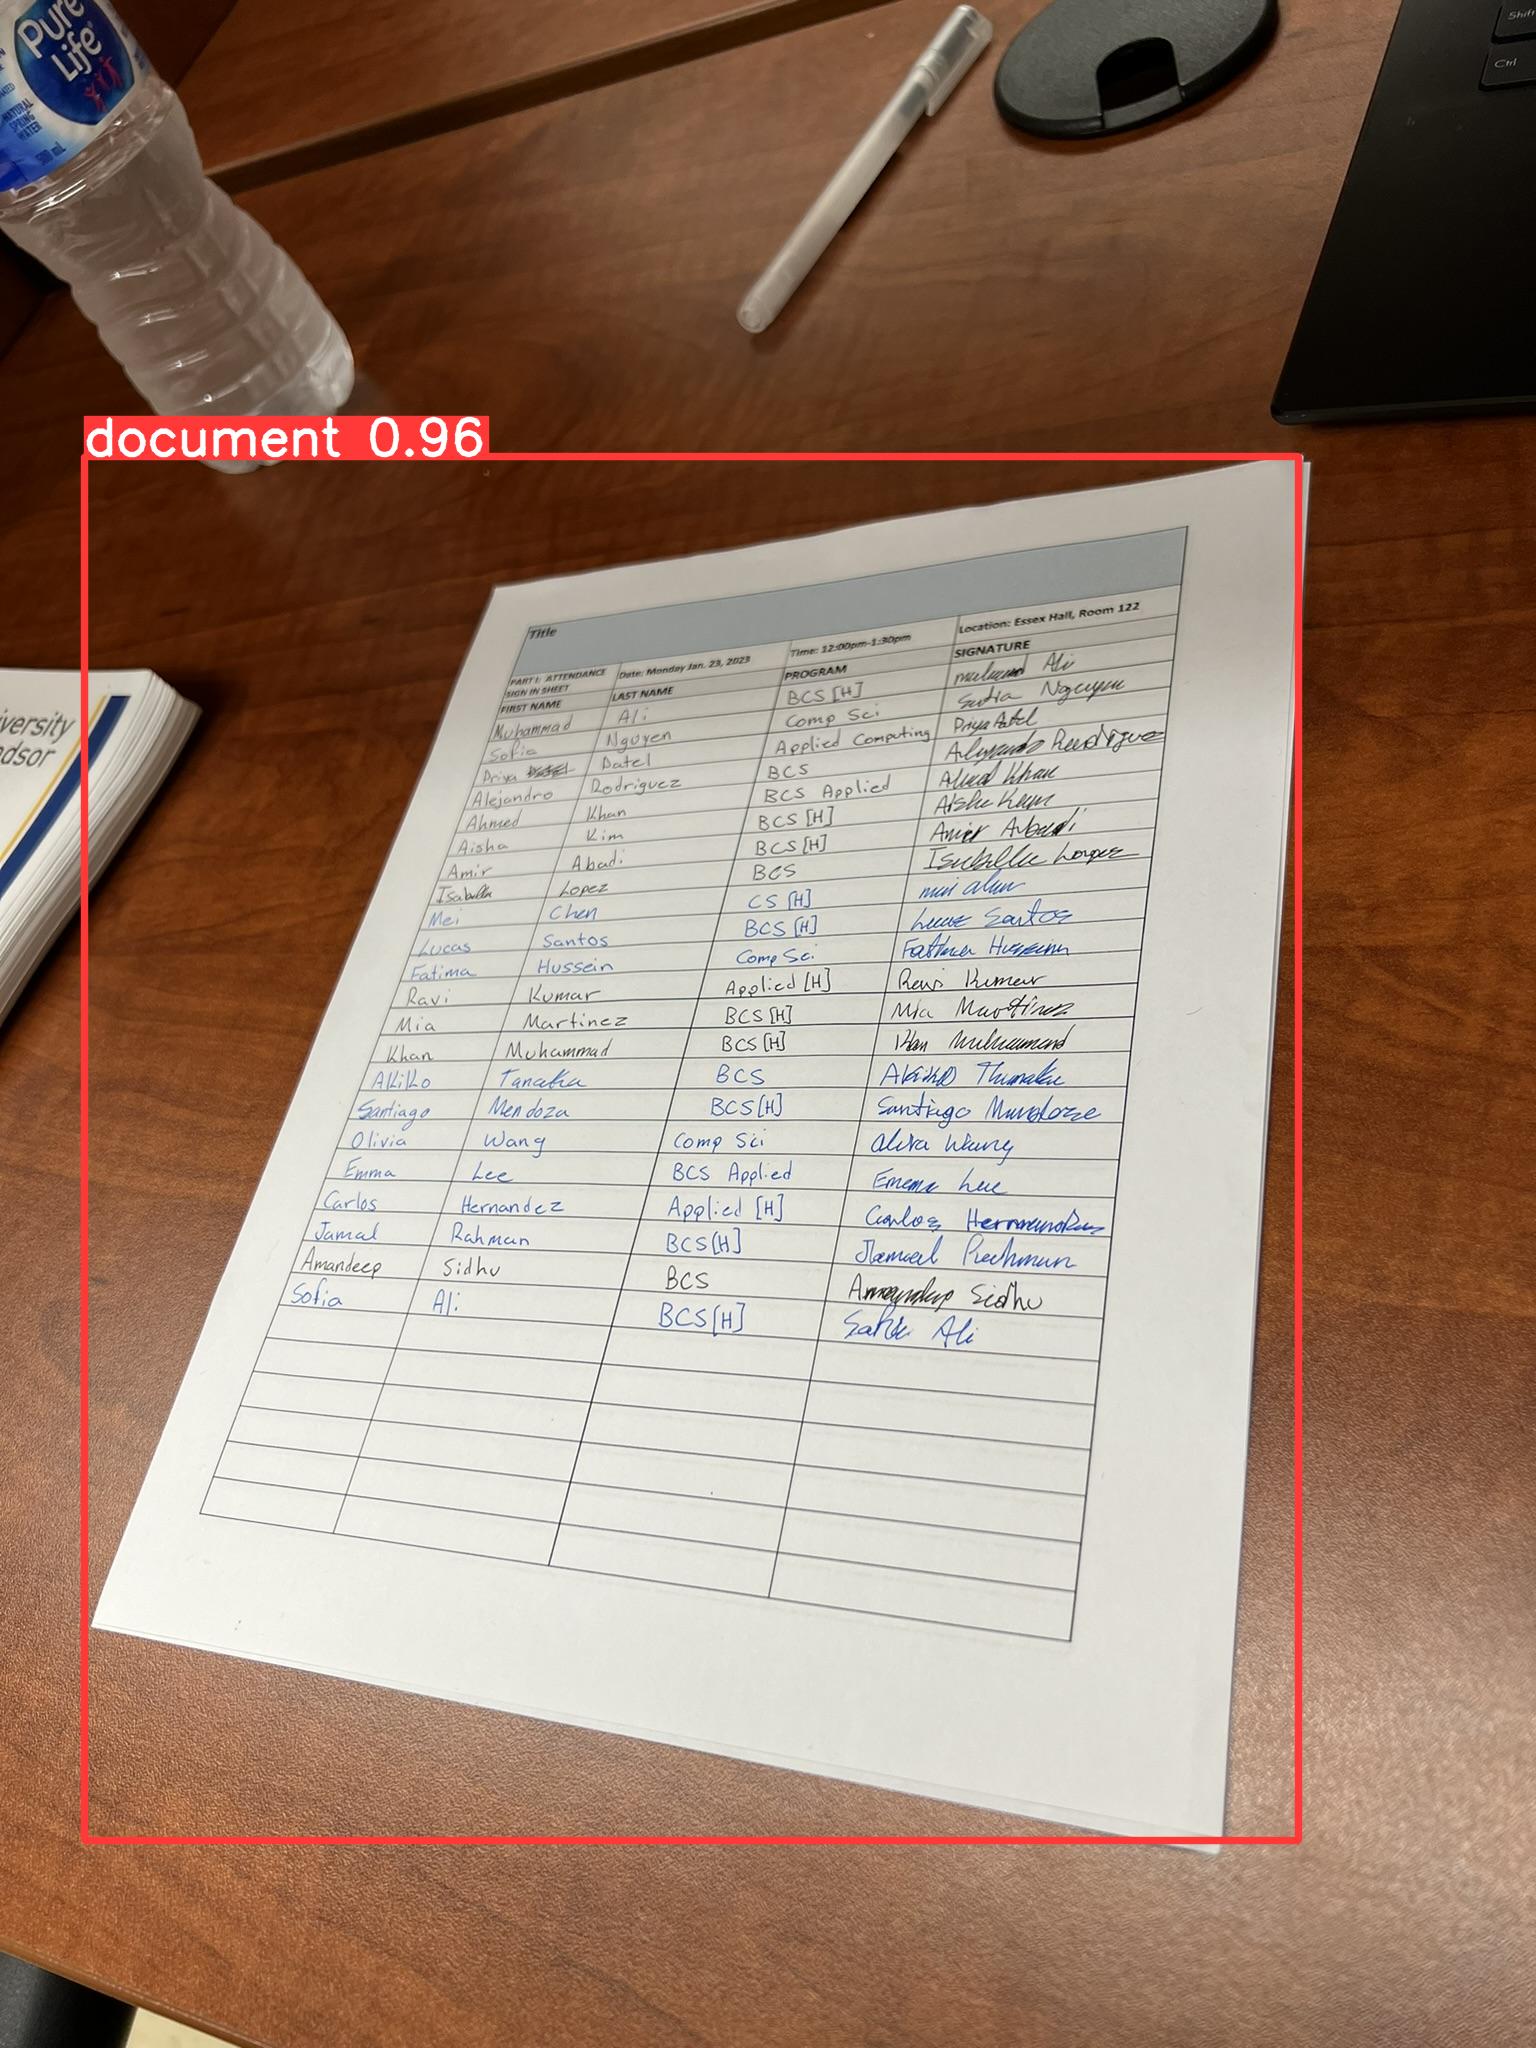 Pure
Life
NATURAL
SPRING
WATER
500 mL
Shift
Ctrl
document 0.96
iversity
ndsor
Title
PART I: ATTENDANCE SIGN IN SHEET Date: Monday Jan. 23, 2023 Time: 12:00pm-1:30pm Location: Essex Hall, Room 122
FIRST NAME LAST NAME PROGRAM SIGNATURE
Muhammad Ali BCS [H] Ali
Sofia Nguyen Comp Sci Sofia Nguyen
Priya Patel Applied Computing Priya Patel
Alejandro Rodriguez BCS Alejandro Rodriguez
Ahmed Khan BCS Applied Ahmed Khan
Aisha Kim BCS [H] Aisha Kim
Amir Abadi BCS [H] Amir Abadi
Isabella Lopez BCS Isabella Lopez
Mei Chen CS [H]
Lucas Santos BCS [H] Lucas Santos
Fatima Hussein Comp Sci Fatima Hussein
Ravi Kumar Applied [H] Ravi Kumar
Mia Martinez BCS [H] Mia Martinez
Khan Muhammad BCS [H] Khan Muhammad
Akiko Tanaka BCS Akiko Tanaka
Santiago Mendoza BCS [H] Santiago Mendoza
Olivia Wang Comp Sci Olivia Wang
Emma Lee BCS Applied Emma Lee
Carlos Hernandez Applied [H] Carlos Hernandez
Jamal Rahman BCS [H] Jamal Rahman
Amandeep Sidhu BCS Amandeep Sidhu
Sofia Ali BCS [H] Sofia Ali